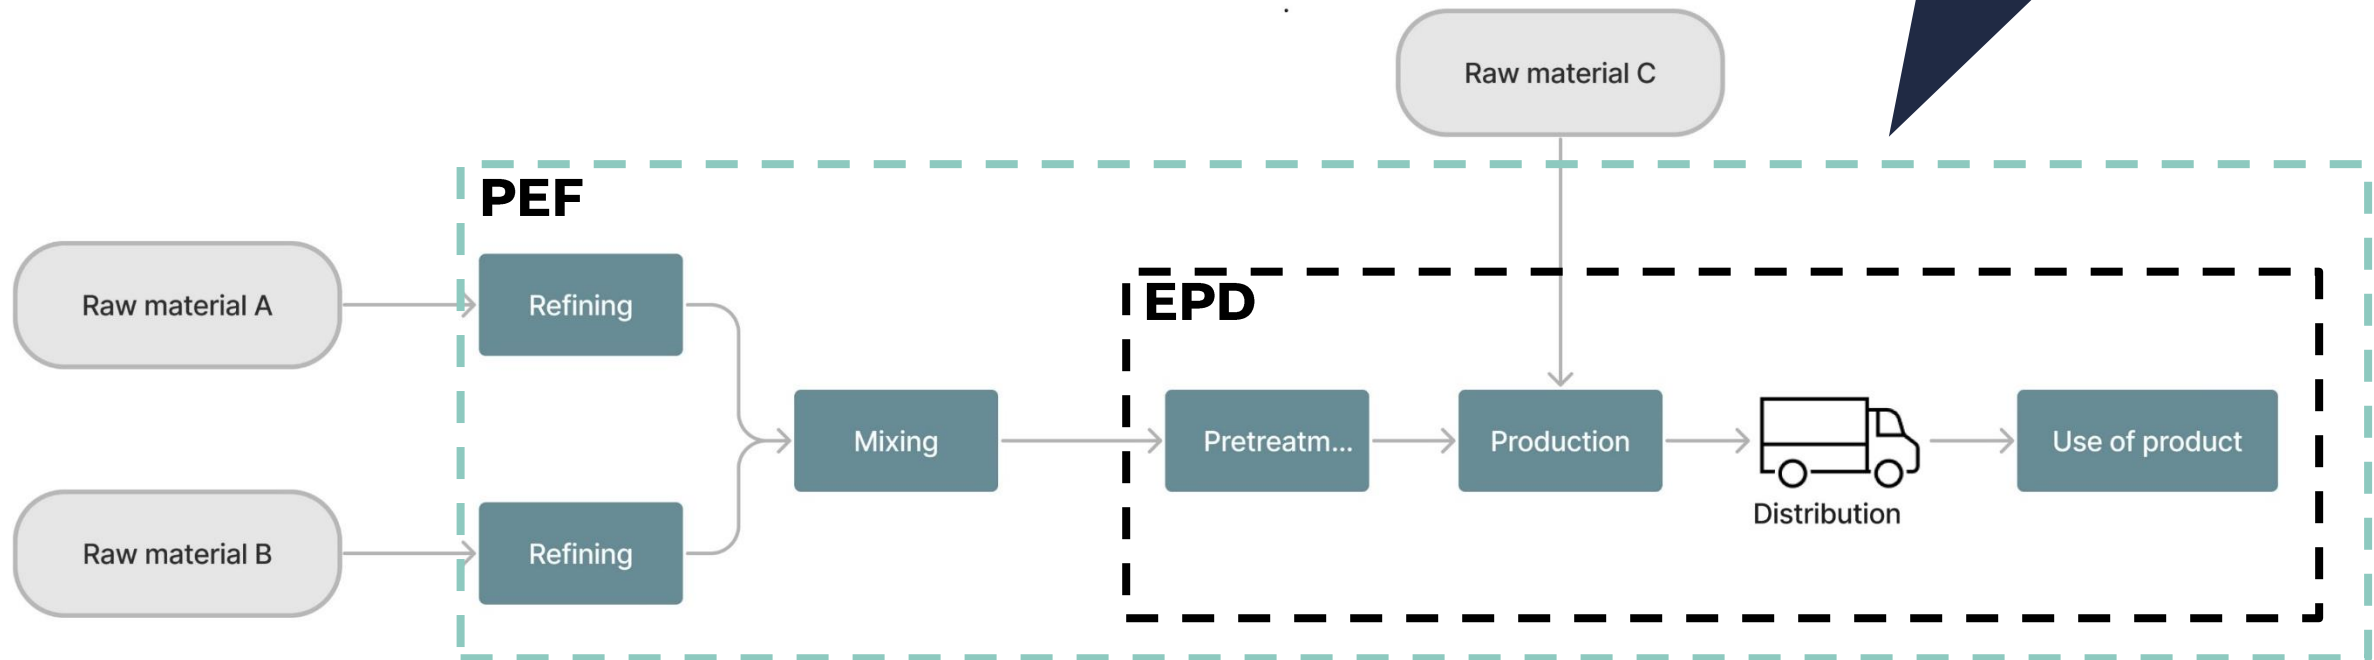 Raw material C
PEF
Raw material A
Refining
EPD
Mixing
Pretreatm...
Production
Use of product
Distribution
Raw material B
Refining